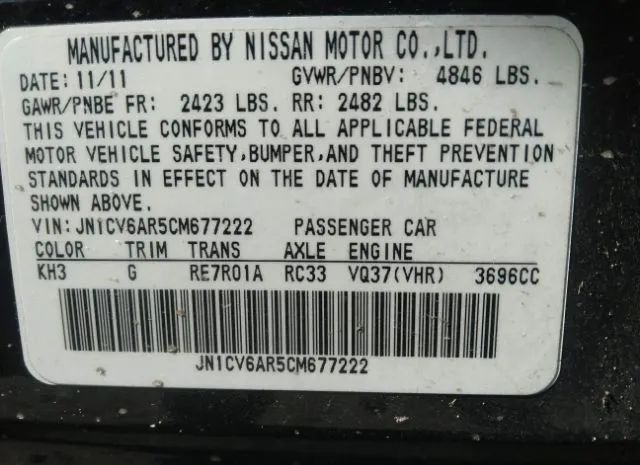 MANUFACTURED BY NISSAN MOTOR CO.,LTD.
DATE: 11/11 GVWR/PNBV: 4846 LBS.
GAWR/PNBE FR: 2423 LBS. RR: 2482 LBS.
THIS VEHICLE CONFORMS TO ALL APPLICABLE FEDERAL
MOTOR VEHICLE SAFETY,BUMPER,AND THEFT PREVENTION
STANDARDS IN EFFECT ON THE DATE OF MANUFACTURE
SHOWN ABOVE.
VIN:JN1CV6AR5CM677222 PASSENGER CAR
COLOR TRIM TRANS AXLE ENGINE
KH3 G RE7R01A RC33 VQ37(VHR) 3696CC
JN1CV6AR5CM677222